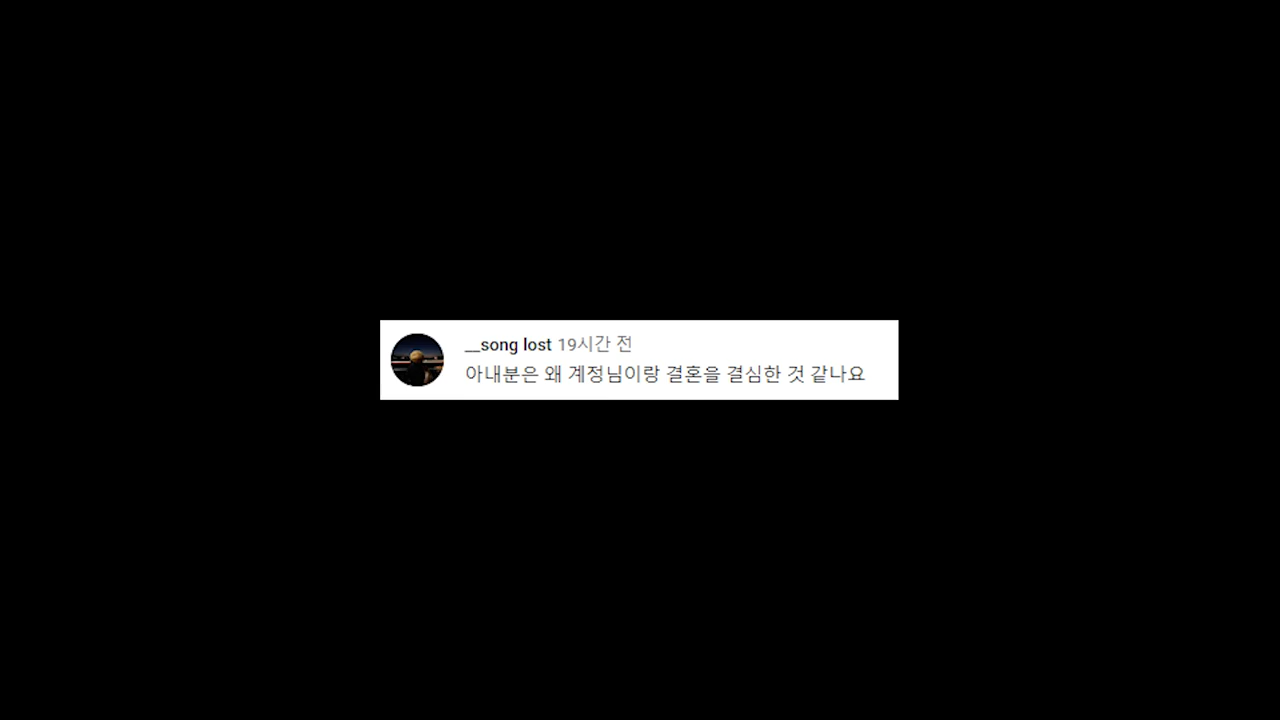 __song lost 19시간 전
아내분은 왜 계정님이랑 결혼을 결심한 것 같나요